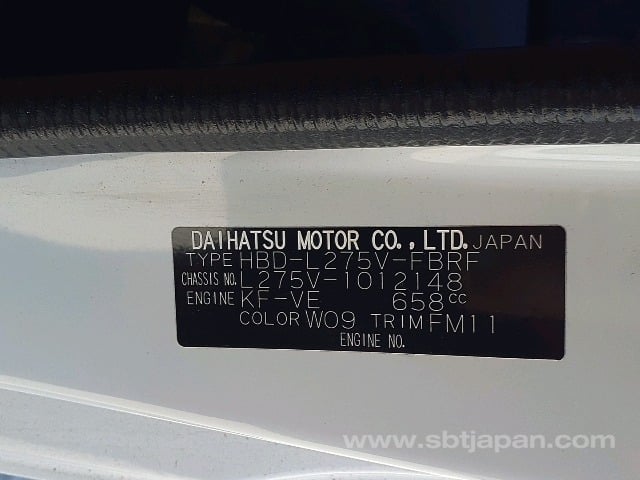 DAIHATSU MOTOR CO., LTD. JAPAN
TYPE HBD-L275V-FBRF
CHASSIS NO. L275V-1012148
ENGINE KF-VE 658cc
COLOR W09 TRIM FM11
ENGINE NO.
www.sbtjapan.com